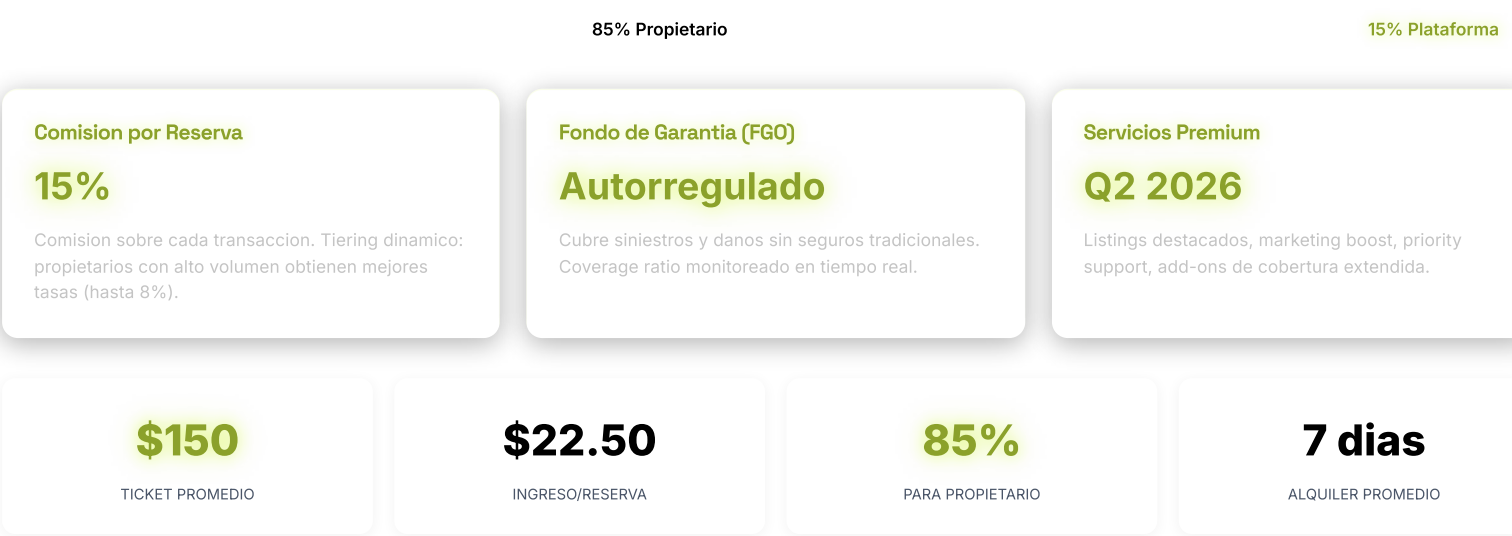 85% Propietario
15% Plataforma
Comision por Reserva
15%
Comision sobre cada transaccion. Tiering dinamico:
propietarios con alto volumen obtienen mejores
tasas (hasta 8%).
Fondo de Garantia (FGO)
Autorregulado
Cubre siniestros y danos sin seguros tradicionales.
Coverage ratio monitoreado en tiempo real.
Servicios Premium
Q2 2026
Listings destacados, marketing boost, priority
support, add-ons de cobertura extendida.
$150
TICKET PROMEDIO
$22.50
INGRESO/RESERVA
85%
PARA PROPIETARIO
7 dias
ALQUILER PROMEDIO